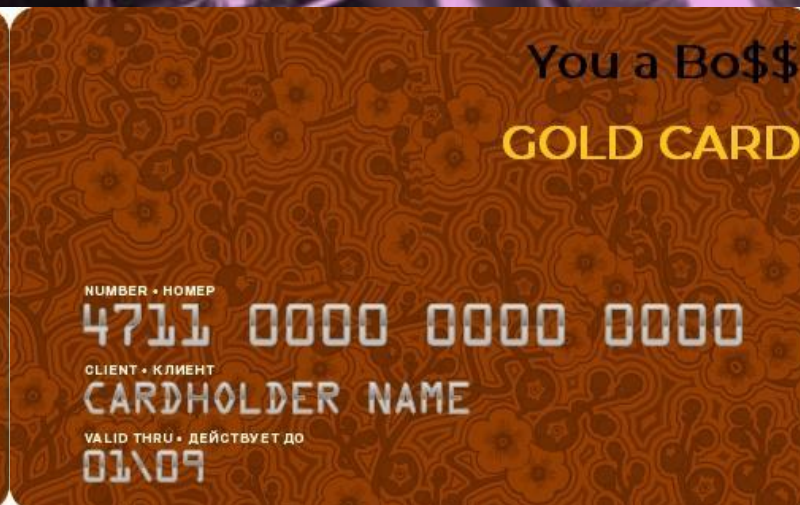 You a Bo$$
GOLD CARD
NUMBER • НОМЕР
4711 0000 0000 0000
CLIENT • КЛИЕНТ
CARDHOLDER NAME
VALID THRU • ДЕЙСТВУЕТ ДО
01\09